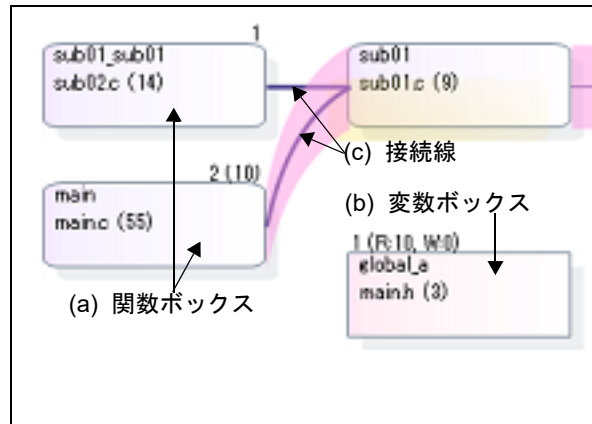 1
sub01_sub01
sub02.c (14)
sub01
sub01.c (9)
(c) 接続線
2 (10)
main
main.c (55)
(b) 変数ボックス
1 (R:10, W:0)
global_a
main.h (3)
(a) 関数ボックス